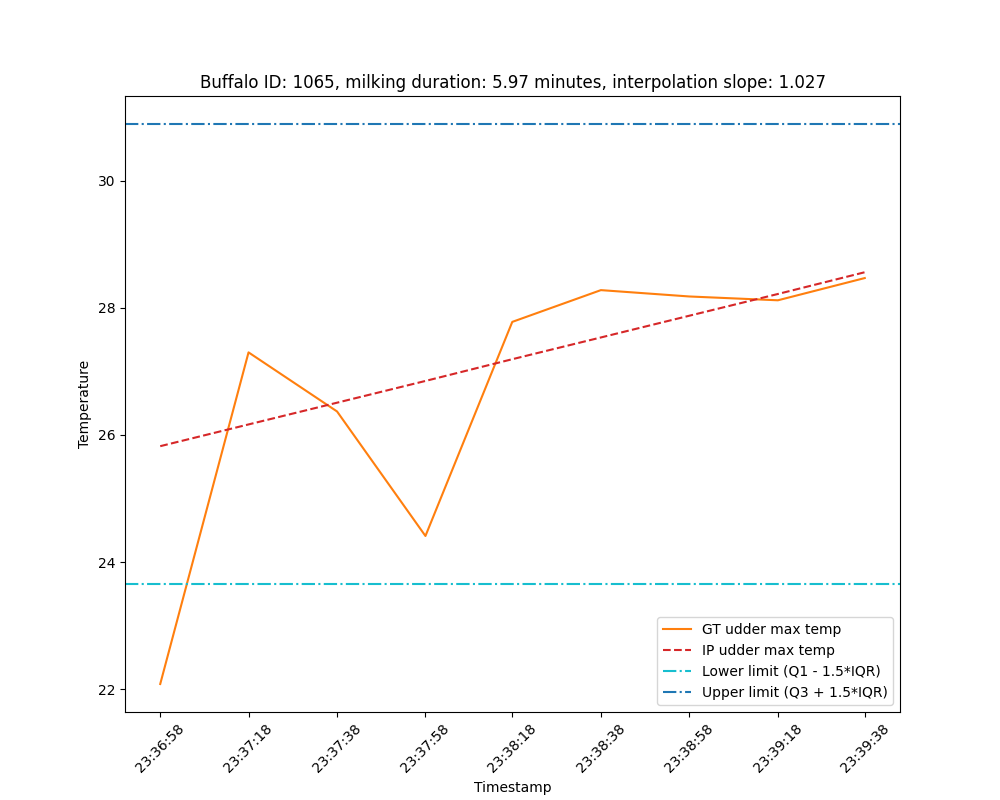 Buffalo ID: 1065, milking duration: 5.97 minutes, interpolation slope: 1.027
30
28
26
24
22
Temperature
GT udder max temp
IP udder max temp
Lower limit (Q1 - 1.5*IQR)
Upper limit (Q3 + 1.5*IQR)
23:36:58
23:37:18
23:37:38
23:37:58
23:38:18
23:38:38
23:38:58
23:39:18
23:39:38
Timestamp